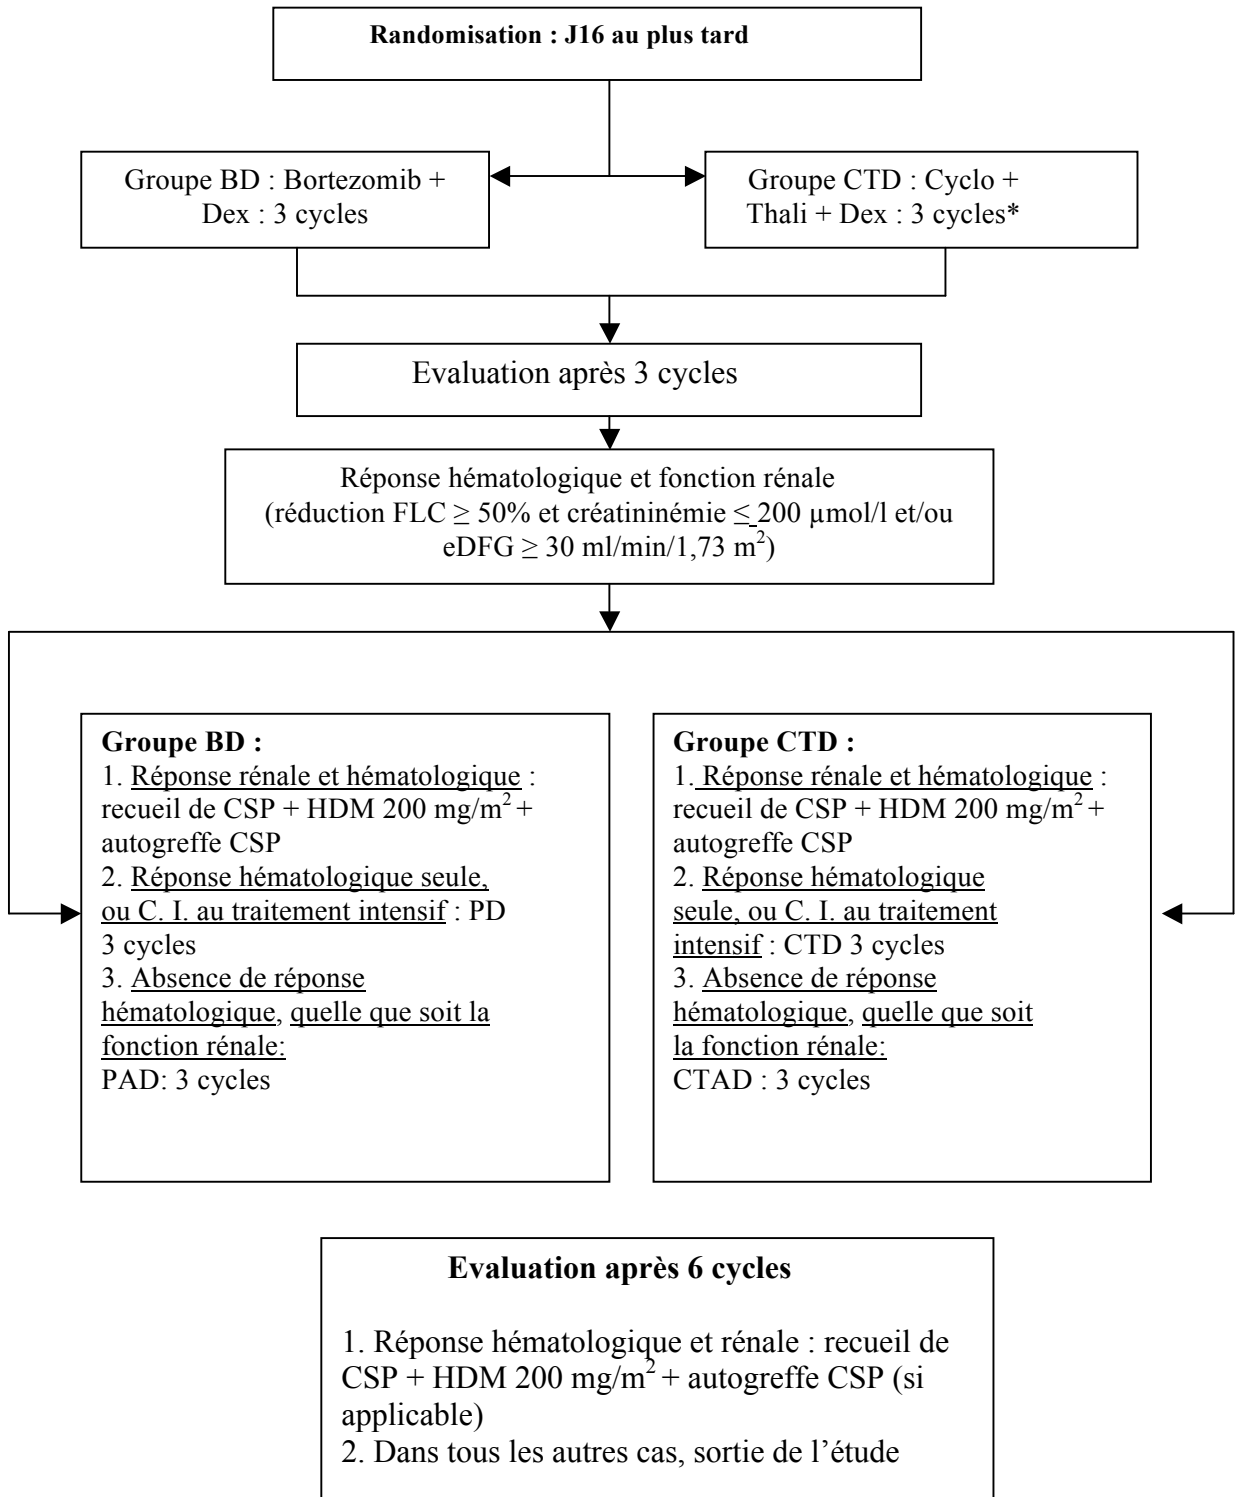 Randomisation : J16 au plus tard
Groupe BD : Bortezomib +
Dex : 3 cycles
Groupe CTD : Cyclo +
Thali + Dex : 3 cycles*
Evaluation après 3 cycles
Réponse hématologique et fonction rénale
(réduction FLC ≥ 50% et créatininémie ≤ 200 µmol/l et/ou
eDFG ≥ 30 ml/min/1,73 m²)
Groupe BD :
1. Réponse rénale et hématologique :
recueil de CSP + HDM 200 mg/m² +
autogreffe CSP
2. Réponse hématologique seule,
ou C. I. au traitement intensif : PD
3 cycles
3. Absence de réponse
hématologique, quelle que soit la
fonction rénale:
PAD: 3 cycles
Groupe CTD :
1. Réponse rénale et hématologique :
recueil de CSP + HDM 200 mg/m² +
autogreffe CSP
2. Réponse hématologique
seule, ou C. I. au traitement
intensif : CTD 3 cycles
3. Absence de réponse
hématologique, quelle que soit
la fonction rénale:
CTAD : 3 cycles
Evaluation après 6 cycles
1. Réponse hématologique et rénale : recueil de
CSP + HDM 200 mg/m² + autogreffe CSP (si
applicable)
2. Dans tous les autres cas, sortie de l’étude